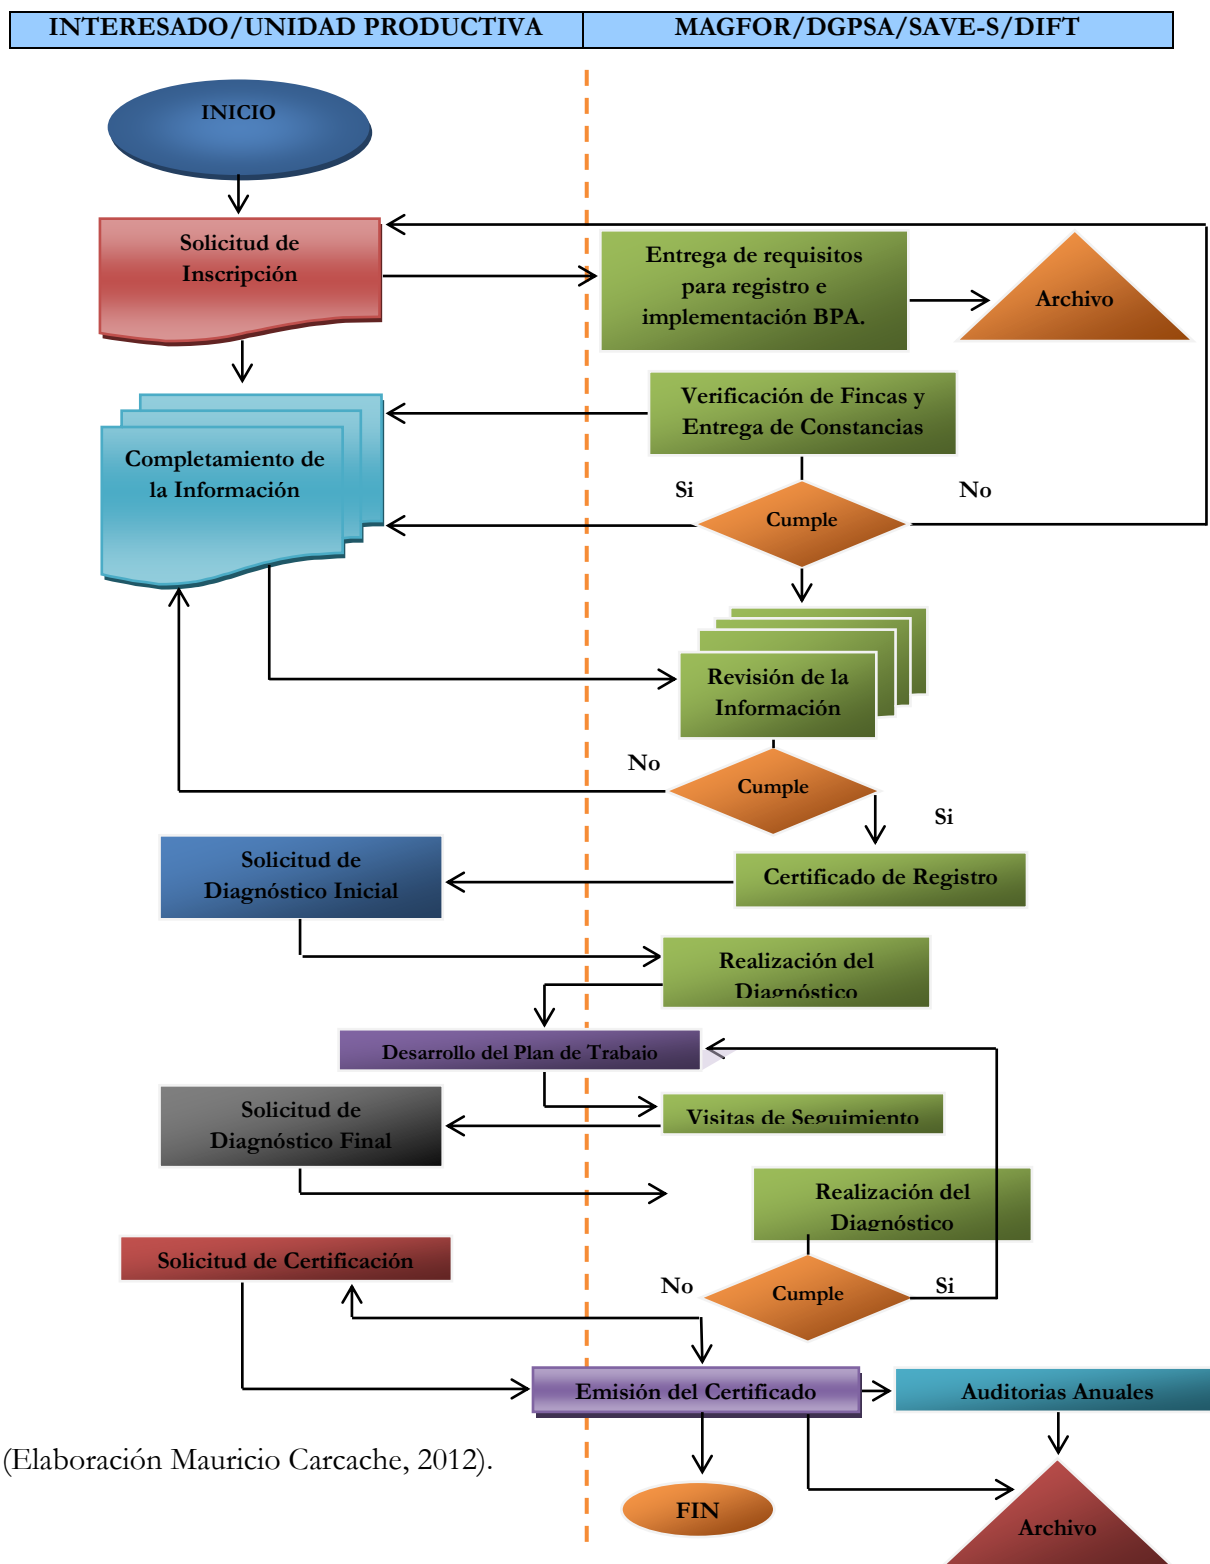 INTERESADO/UNIDAD PRODUCTIVA
MAGFOR/DGPSA/SAVE-S/DIFT
INICIO
Solicitud de
Inscripción
Entrega de requisitos
para registro e
implementación BPA.
Archivo
Verificación de Fincas y
Entrega de Constancias
Completamiento de
la Información
Si
No
Cumple
Revisión de la
Información
No
Cumple
Si
Solicitud de
Diagnóstico Inicial
Certificado de Registro
Realización del
Diagnóstico
Desarrollo del Plan de Trabajo
Solicitud de
Diagnóstico Final
Visitas de Seguimiento
Realización del
Diagnóstico
Solicitud de Certificación
No
Cumple
Si
Emisión del Certificado
Auditorias Anuales
(Elaboración Mauricio Carcache, 2012).
FIN
Archivo